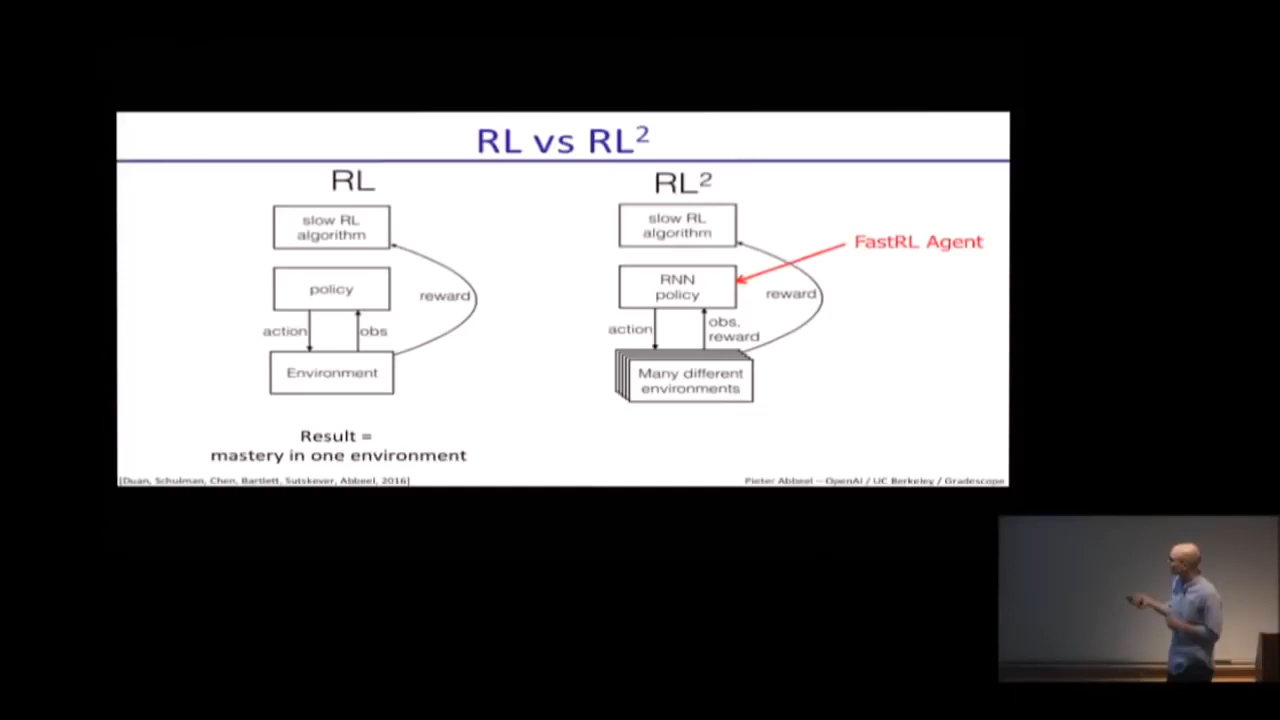 RL vs RL²
RL
slow RL
algorithm
policy
reward
action
obs
Environment
Result =
mastery in one environment
RL²
slow RL
algorithm
FastRL Agent
RNN
policy
reward
action
obs,
reward
Many different
environments
[Duan, Schulman, Chen, Bartlett, Sutskever, Abbeel, 2016]
Pieter Abbeel -- OpenAI / UC Berkeley / Gradescope